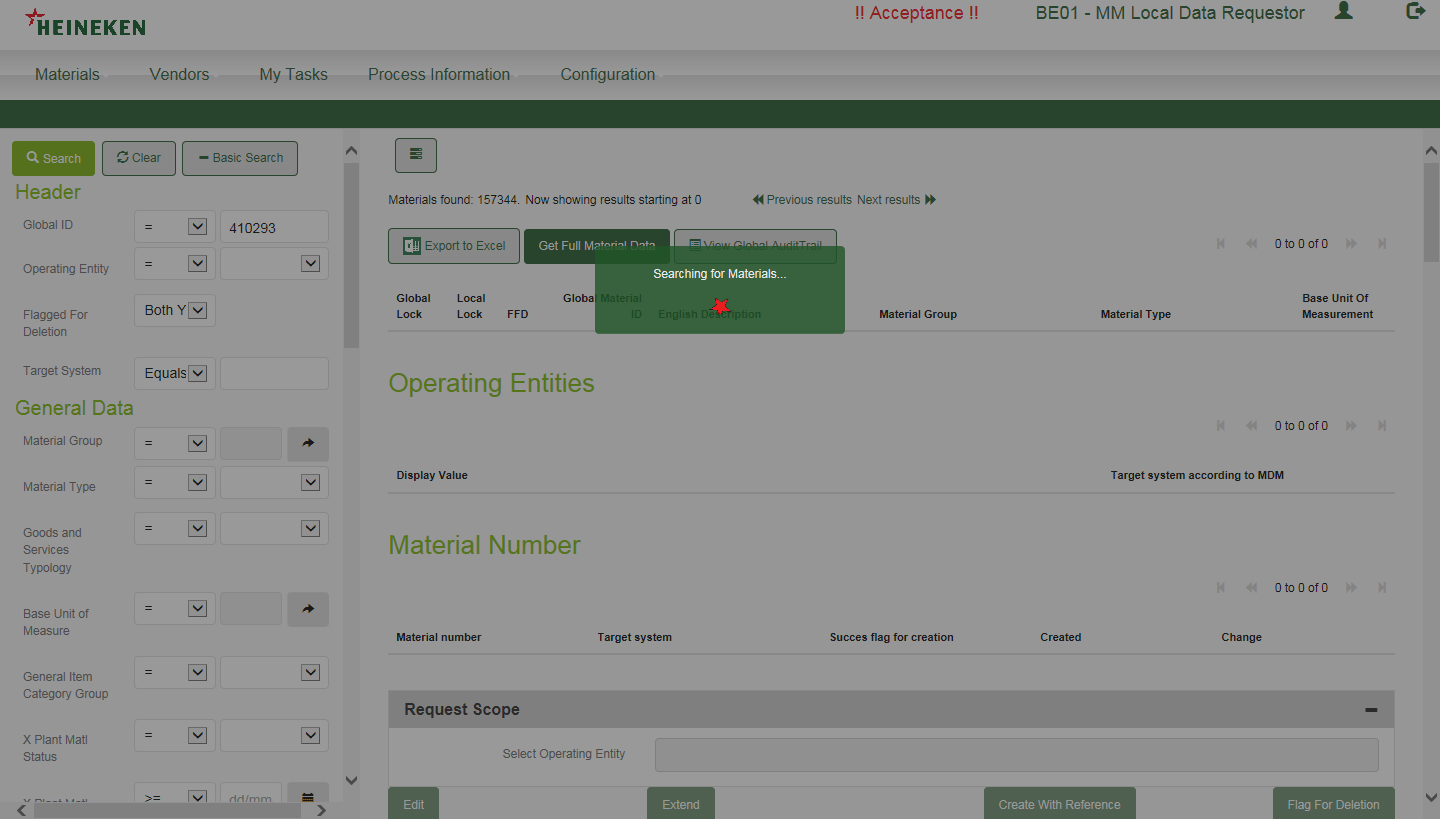 HEINEKEN
!! Acceptance !!
BE01 - MM Local Data Requestor
Materials
Vendors
My Tasks
Process Information
Configuration
Search
Clear
Basic Search
Header
Global ID
=
410293
Operating Entity
=
Flagged For
Deletion
Both Y
Target System
Equals
General Data
Material Group
=
Material Type
=
Goods and
Services
Typology
=
Base Unit of
Measure
=
General Item
Category Group
=
X Plant Matl
Status
=
X Plant Matl
>=
dd/mm
Materials found: 157344. Now showing results starting at 0
Previous results Next results
Export to Excel
Get Full Material Data
View Global AuditTrail
0 to 0 of 0
Searching for Materials...
Global
Lock
Local
Lock
FFD
Global Material
ID
English Description
Material Group
Material Type
Base Unit Of
Measurement
Operating Entities
0 to 0 of 0
Display Value
Target system according to MDM
Material Number
0 to 0 of 0
Material number
Target system
Succes flag for creation
Created
Change
Request Scope
Select Operating Entity
Edit
Extend
Create With Reference
Flag For Deletion